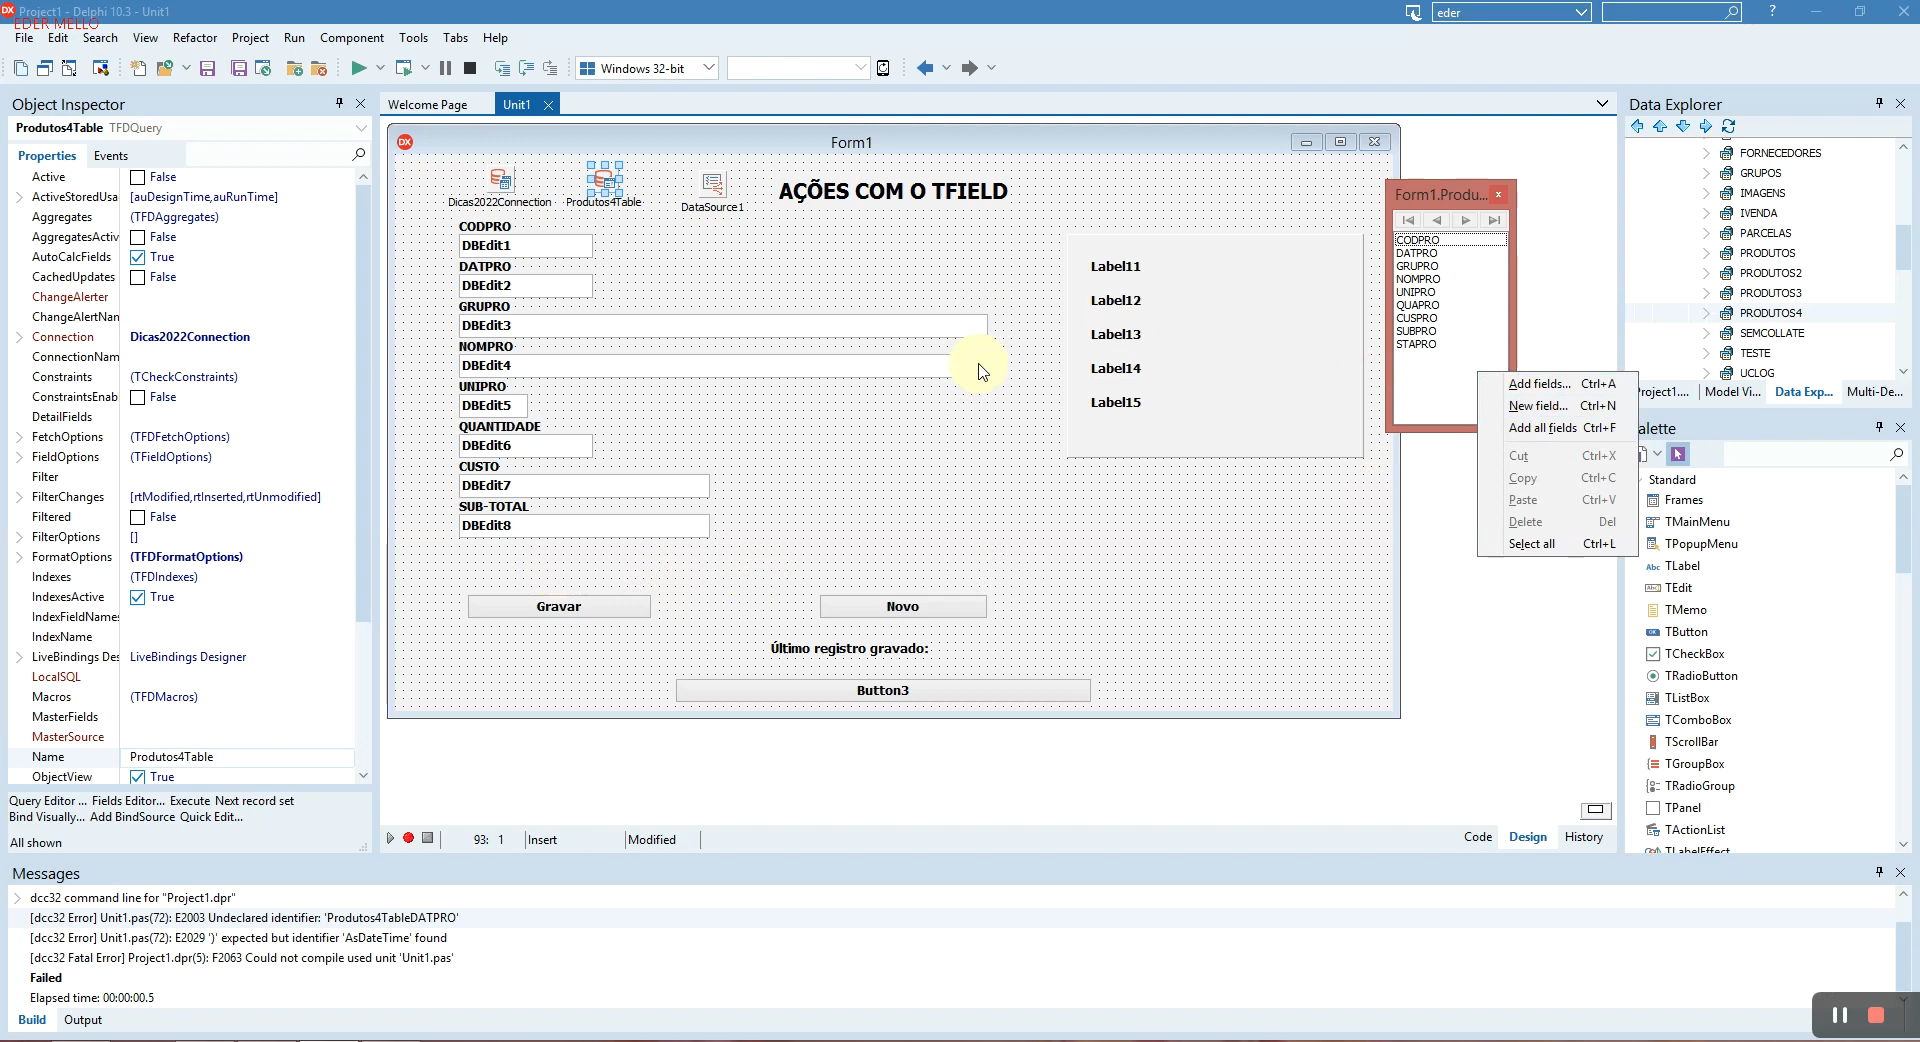 Project1 - Delphi 10.3 - Unit1
eder
?
EDER MELLO
File Edit Search View Refactor Project Run Component Tools Tabs Help
Windows 32-bit
Object Inspector
Produtos4Table TFDQuery
Properties Events
Active False
ActiveStoredUsa [auDesignTime,auRunTime]
Aggregates (TFDAggregates)
AggregatesActiv False
AutoCalcFields True
CachedUpdates False
ChangeAlerter
ChangeAlertNan
Connection Dicas2022Connection
ConnectionNam
Constraints (TCheckConstraints)
ConstraintsEnab False
DetailFields
FetchOptions (TFDFetchOptions)
FieldOptions (TFieldOptions)
Filter
FilterChanges [rtModified,rtInserted,rtUnmodified]
Filtered False
FilterOptions []
FormatOptions (TFDFormatOptions)
Indexes (TFDIndexes)
IndexesActive True
IndexFieldNames
IndexName
LiveBindings Des LiveBindings Designer
LocalSQL
Macros (TFDMacros)
MasterFields
MasterSource
Name Produtos4Table
ObjectView True
Query Editor ... Fields Editor... Execute Next record set
Bind Visually... Add BindSource Quick Edit...
All shown
Welcome Page Unit1
Form1
Dicas2022Connection Produtos4Table DataSource1
AÇÕES COM O TFIELD
CODPRO
DBEdit1
DATPRO
DBEdit2
GRUPRO
DBEdit3
NOMPRO
DBEdit4
UNIPRO
DBEdit5
QUANTIDADE
DBEdit6
CUSTO
DBEdit7
SUB-TOTAL
DBEdit8
Label11
Label12
Label13
Label14
Label15
Gravar Novo
Último registro gravado:
Button3
Form1.Produ...
CODPRO
DATPRO
GRUPRO
NOMPRO
UNIPRO
QUAPRO
CUSPRO
SUBPRO
STAPRO
Add fields... Ctrl+A
New field... Ctrl+N
Add all fields Ctrl+F
Cut Ctrl+X
Copy Ctrl+C
Paste Ctrl+V
Delete Del
Select all Ctrl+L
93: 1 Insert Modified
Code Design History
Data Explorer
FORNECEDORES
GRUPOS
IMAGENS
IVENDA
PARCELAS
PRODUTOS
PRODUTOS2
PRODUTOS3
PRODUTOS4
SEMCOLLATE
TESTE
UCLOG
roject1.... Model Vi... Data Exp... Multi-De...
alette
Standard
Frames
TMainMenu
TPopupMenu
TLabel
TEdit
TMemo
TButton
TCheckBox
TRadioButton
TListBox
TComboBox
TScrollBar
TGroupBox
TRadioGroup
TPanel
TActionList
TLabelEffect
Messages
dcc32 command line for "Project1.dpr"
[dcc32 Error] Unit1.pas(72): E2003 Undeclared identifier: 'Produtos4TableDATPRO'
[dcc32 Error] Unit1.pas(72): E2029 ')' expected but identifier 'AsDateTime' found
[dcc32 Fatal Error] Project1.dpr(5): F2063 Could not compile used unit 'Unit1.pas'
Failed
Elapsed time: 00:00:00.5
Build Output